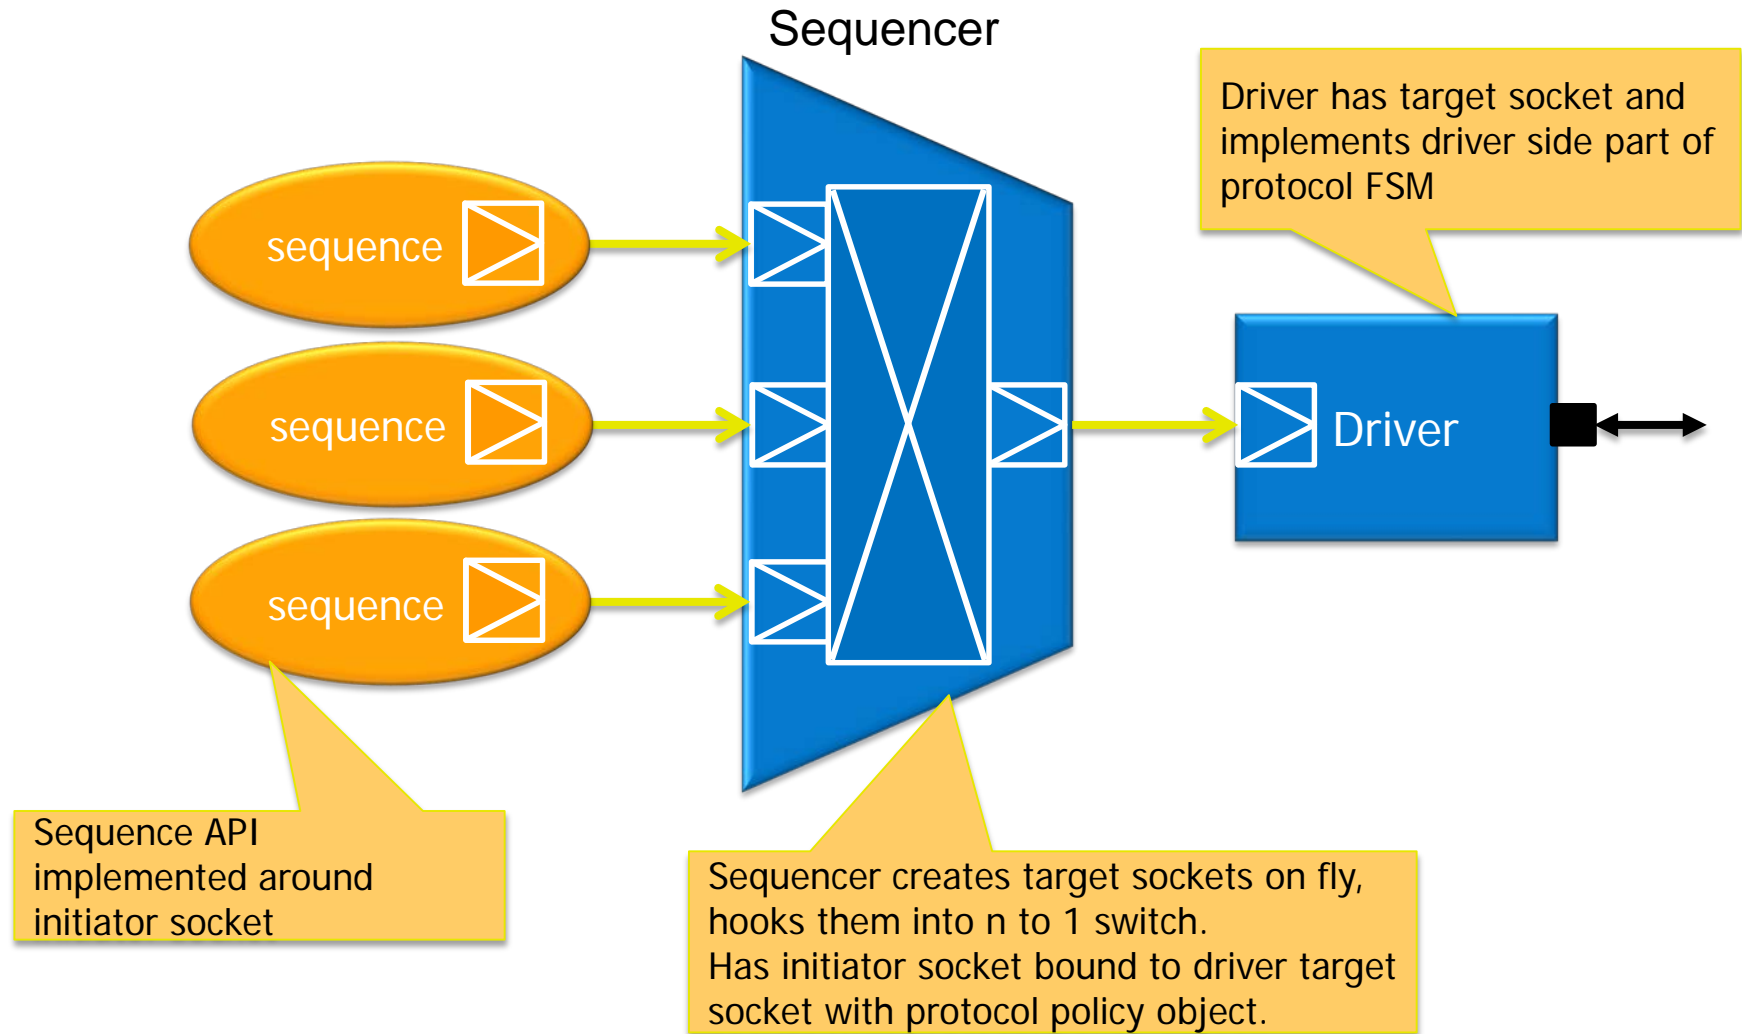 Sequencer
Driver has target socket and
implements driver side part of
protocol FSM
sequence
sequence
Driver
sequence
Sequence API
implemented around
initiator socket
Sequencer creates target sockets on fly,
hooks them into n to 1 switch.
Has initiator socket bound to driver target
socket with protocol policy object.